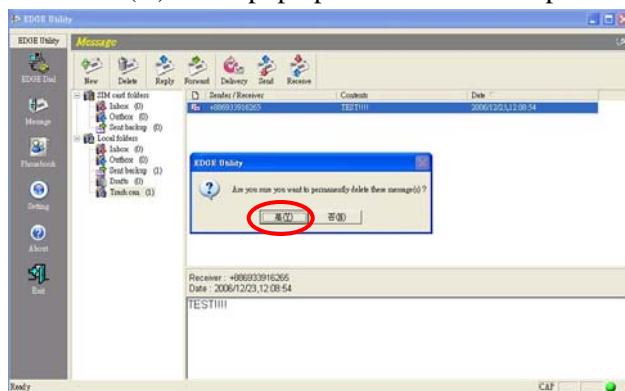 EDGE Utility
EDGE Utility
Message
EDGE Dial
Message
Phonebook
Setting
About
Exit
New Delete Reply Forward Delivery Send Receive
SIM card folders
Inbox (0)
Outbox (0)
Sent backup (0)
Local folders
Inbox (0)
Outbox (0)
Sent backup (1)
Drafts (0)
Trash can (1)
Sender / Receiver Contents Date
+886933916265 TEST!!!! 2006/12/23,12:08:54
EDGE Utility
Are you sure you want to permanently delete these message(s) ?
是(Y) 否(N)
Receiver : +886933916265
Date : 2006/12/23,12:08:54
TEST!!!!
Ready CAP